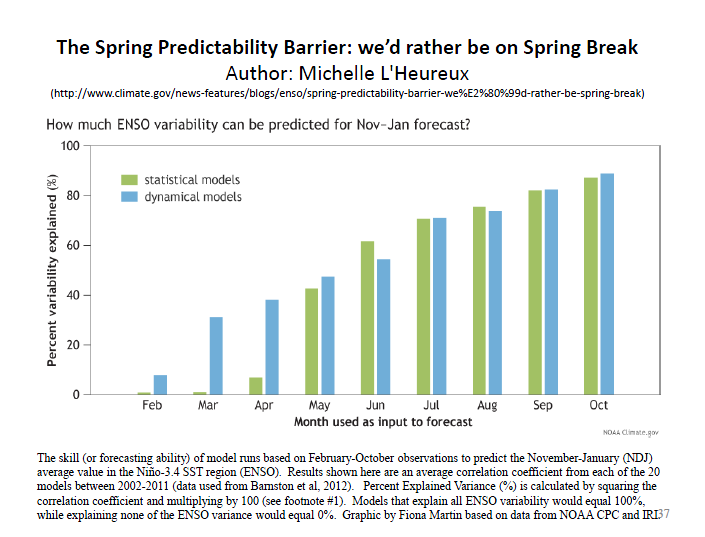 The Spring Predictability Barrier: we’d rather be on Spring Break
Author: Michelle L'Heureux
(http://www.climate.gov/news-features/blogs/enso/spring-predictability-barrier-we%E2%80%99d-rather-be-spring-break)
How much ENSO variability can be predicted for Nov–Jan forecast?
Percent variability explained (%)
100
80
60
40
20
0
statistical models
dynamical models
Feb Mar Apr May Jun Jul Aug Sep Oct
Month used as input to forecast
NOAA Climate.gov
The skill (or forecasting ability) of model runs based on February-October observations to predict the November-January (NDJ)
average value in the Niño-3.4 SST region (ENSO). Results shown here are an average correlation coefficient from each of the 20
models between 2002-2011 (data used from Barnston et al, 2012). Percent Explained Variance (%) is calculated by squaring the
correlation coefficient and multiplying by 100 (see footnote #1). Models that explain all ENSO variability would equal 100%,
while explaining none of the ENSO variance would equal 0%. Graphic by Fiona Martin based on data from NOAA CPC and IRI.
37